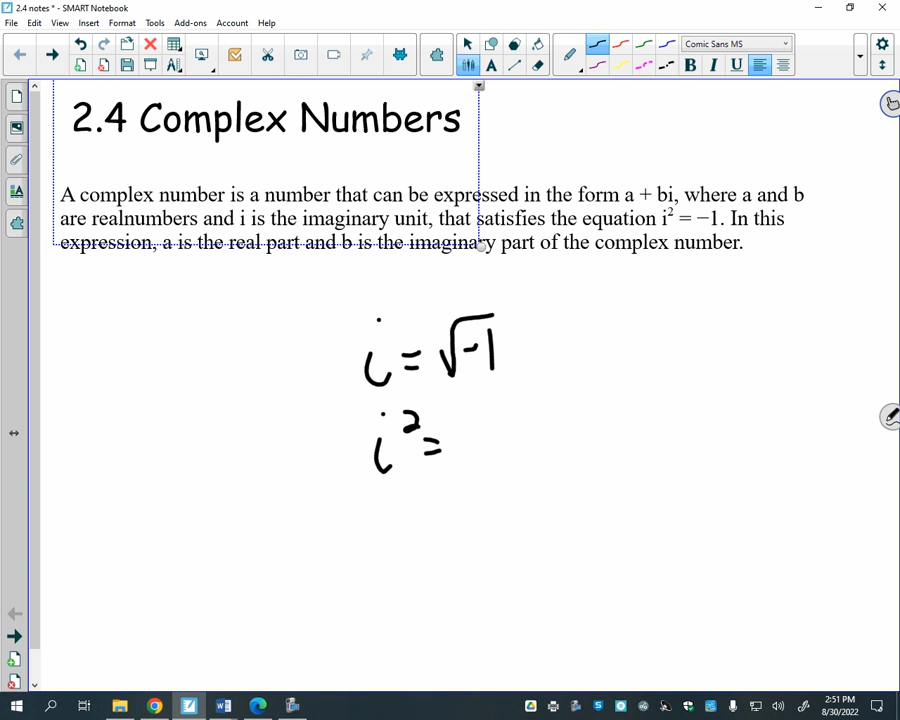 2.4 notes * - SMART Notebook
File Edit View Insert Format Tools Add-ons Account Help
Comic Sans MS
B I U
2.4 Complex Numbers
A complex number is a number that can be expressed in the form a + bi, where a and b
are realnumbers and i is the imaginary unit, that satisfies the equation i² = −1. In this
expression, a is the real part and b is the imaginary part of the complex number.
i = √-1
i² =
2:51 PM
8/30/2022